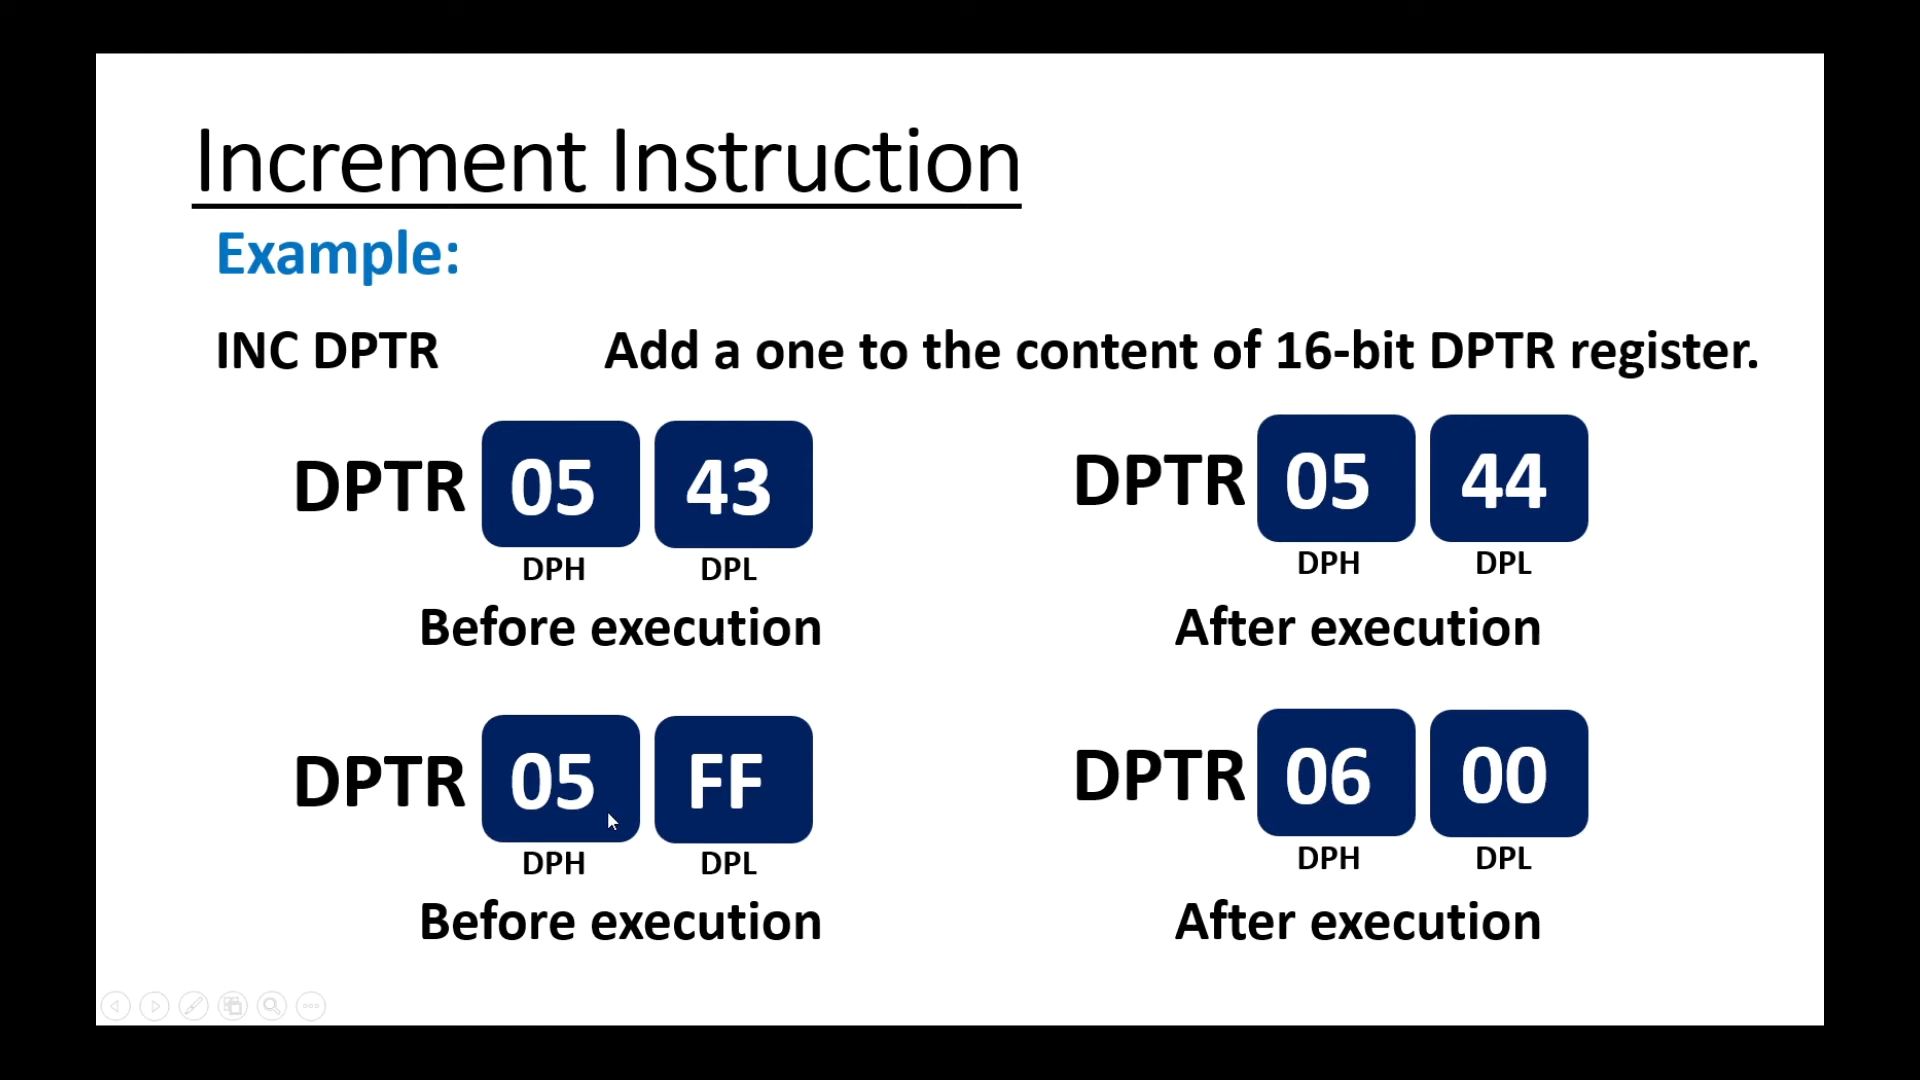 Increment Instruction
Example:
INC DPTR Add a one to the content of 16-bit DPTR register.
DPTR 05 43 DPTR 05 44
DPH DPL DPH DPL
Before execution After execution
DPTR 05 FF DPTR 06 00
DPH DPL DPH DPL
Before execution After execution